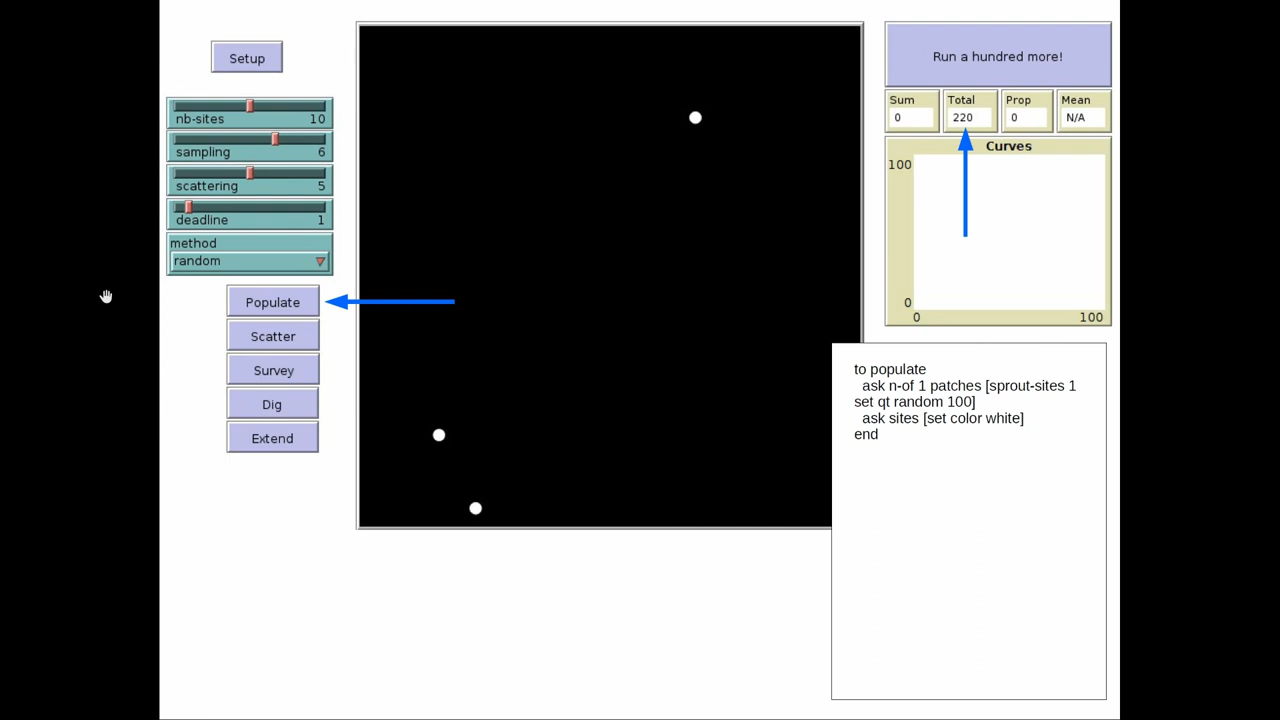 Setup
nb-sites 10
sampling 6
scattering 5
deadline 1
method
random
Populate
Scatter
Survey
Dig
Extend
Run a hundred more!
Sum Total Prop Mean
0 220 0 N/A
Curves
100
0
0 100
to populate
ask n-of 1 patches [sprout-sites 1
set qt random 100]
ask sites [set color white]
end